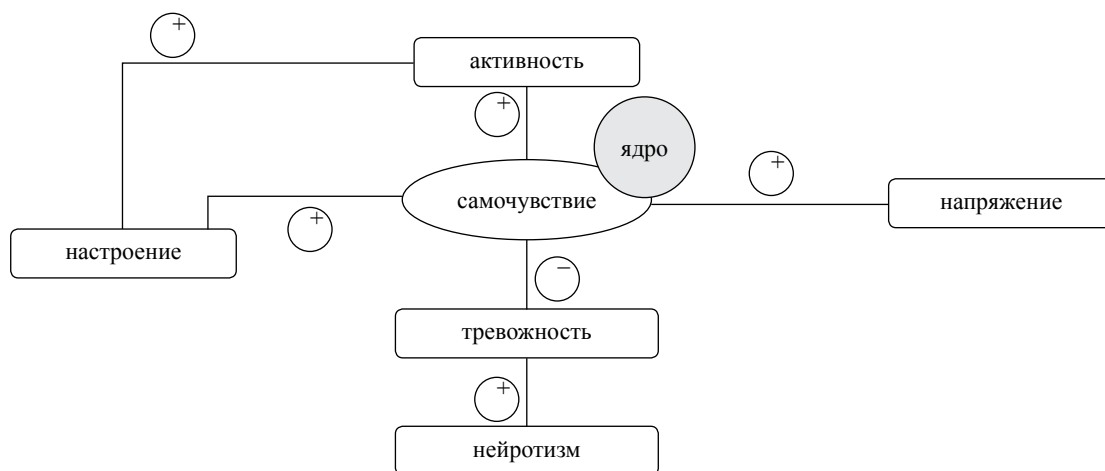 +
активность
+
ядро
+
самочувствие
напряжение
+
настроение
−
тревожность
+
нейротизм